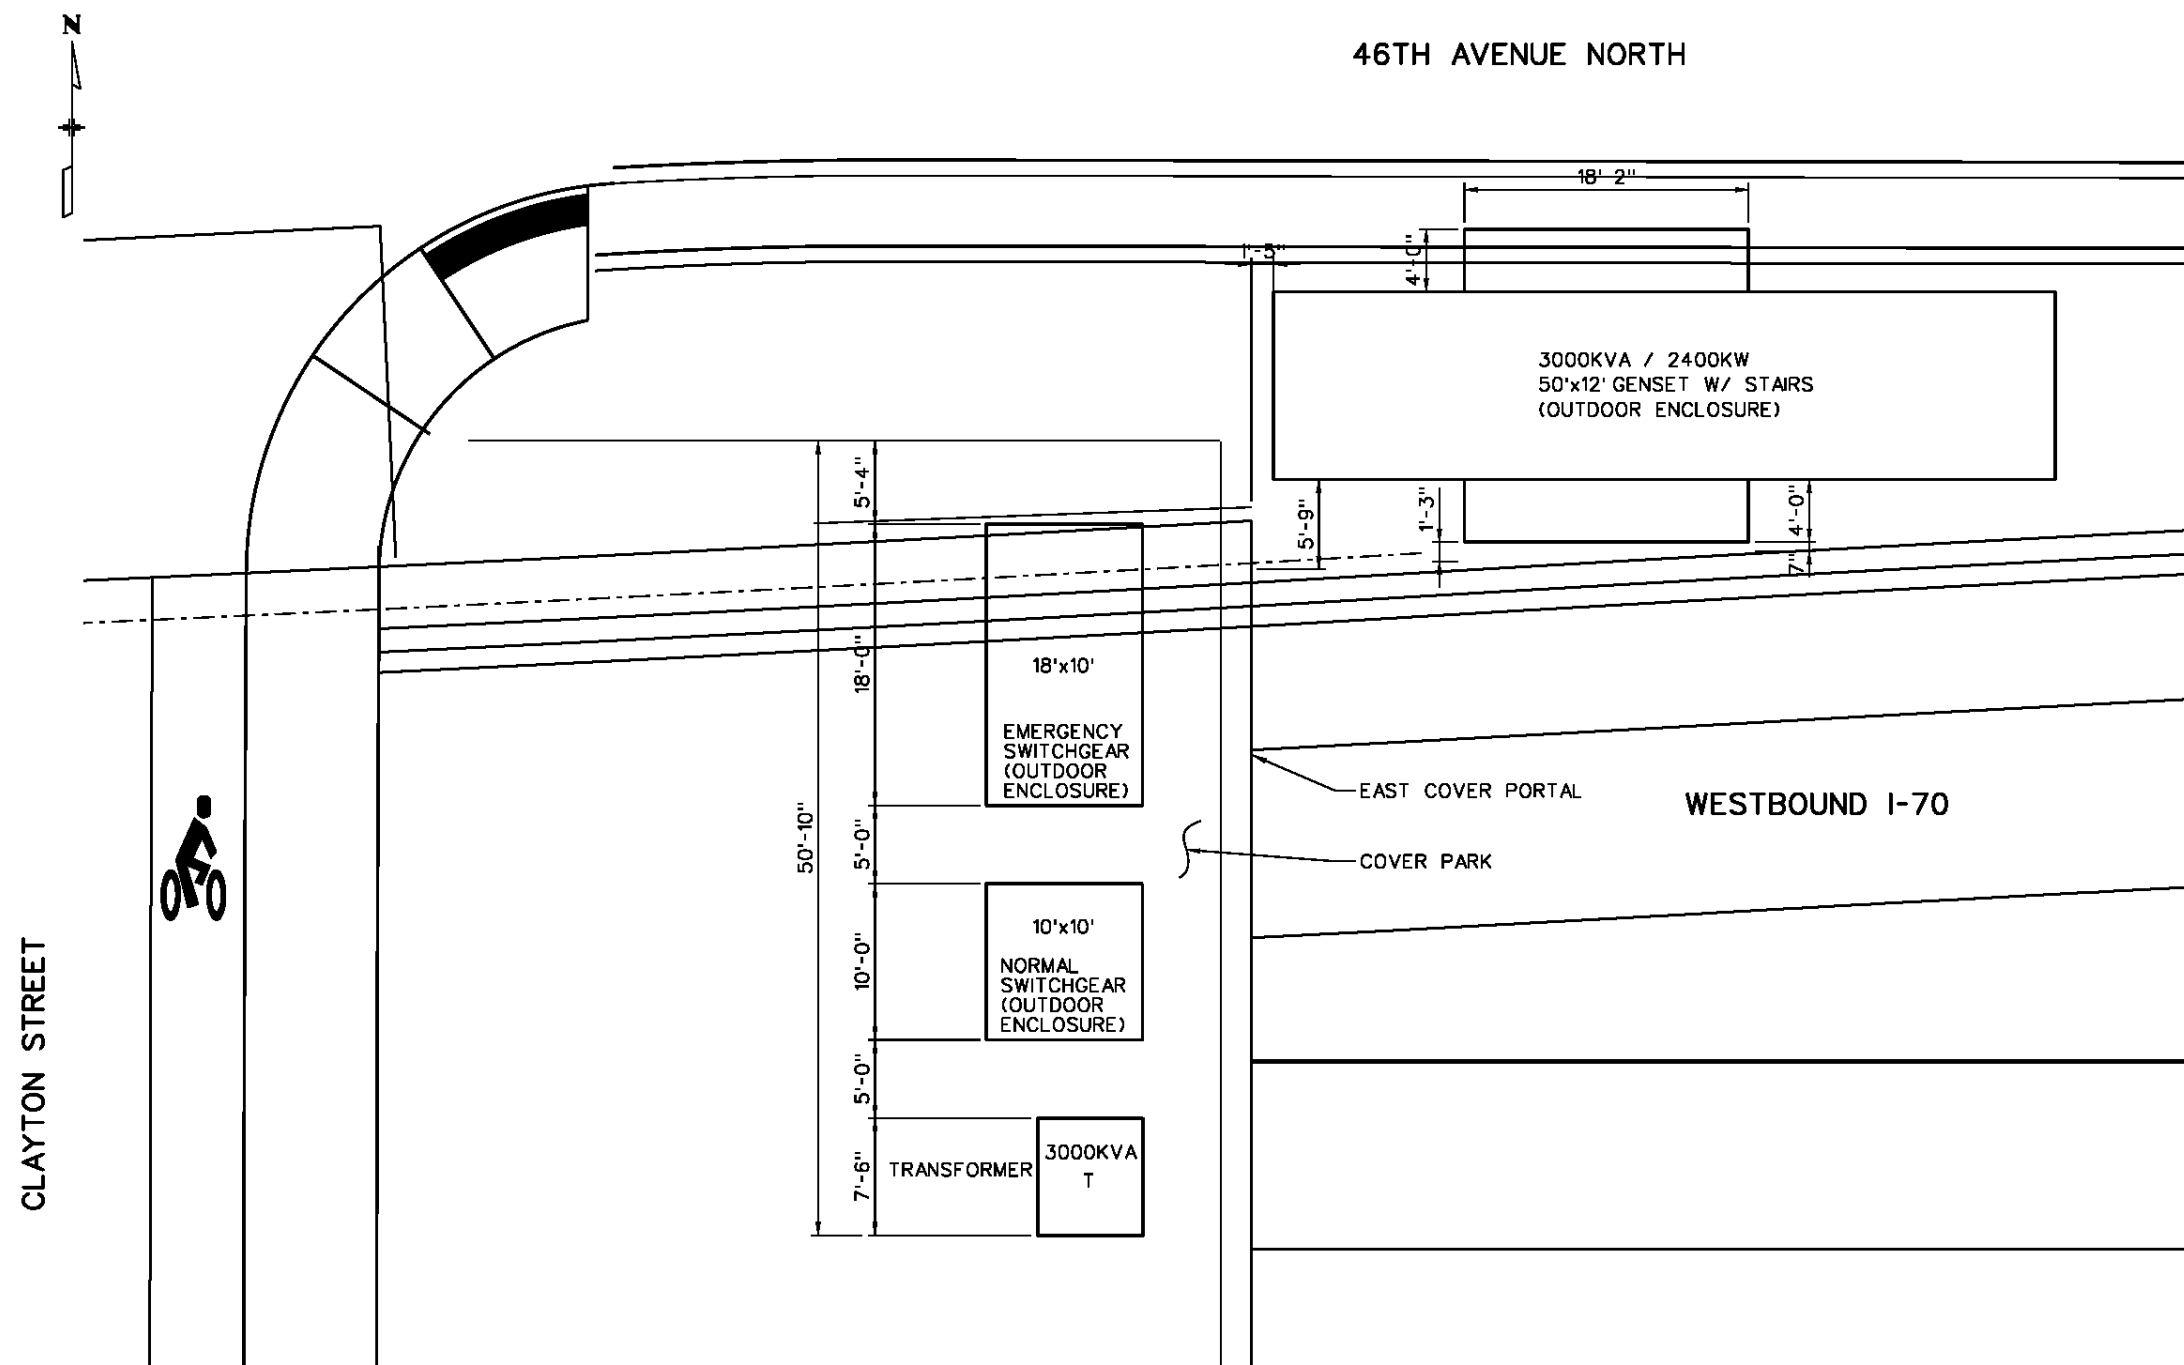 N
46TH AVENUE NORTH
18' 2"
1'-5"
4'-0"
3000KVA / 2400KW
50'x12' GENSET W/ STAIRS
(OUTDOOR ENCLOSURE)
5'-4"
5'-9"
1'-3"
4'-0"
7"
18'-0"
18'x10'
EMERGENCY
SWITCHGEAR
(OUTDOOR
ENCLOSURE)
50'-10"
5'-0"
EAST COVER PORTAL
WESTBOUND I-70
COVER PARK
10'-0"
10'x10'
NORMAL
SWITCHGEAR
(OUTDOOR
ENCLOSURE)
CLAYTON STREET
5'-0"
7'-6"
TRANSFORMER
3000KVA
T